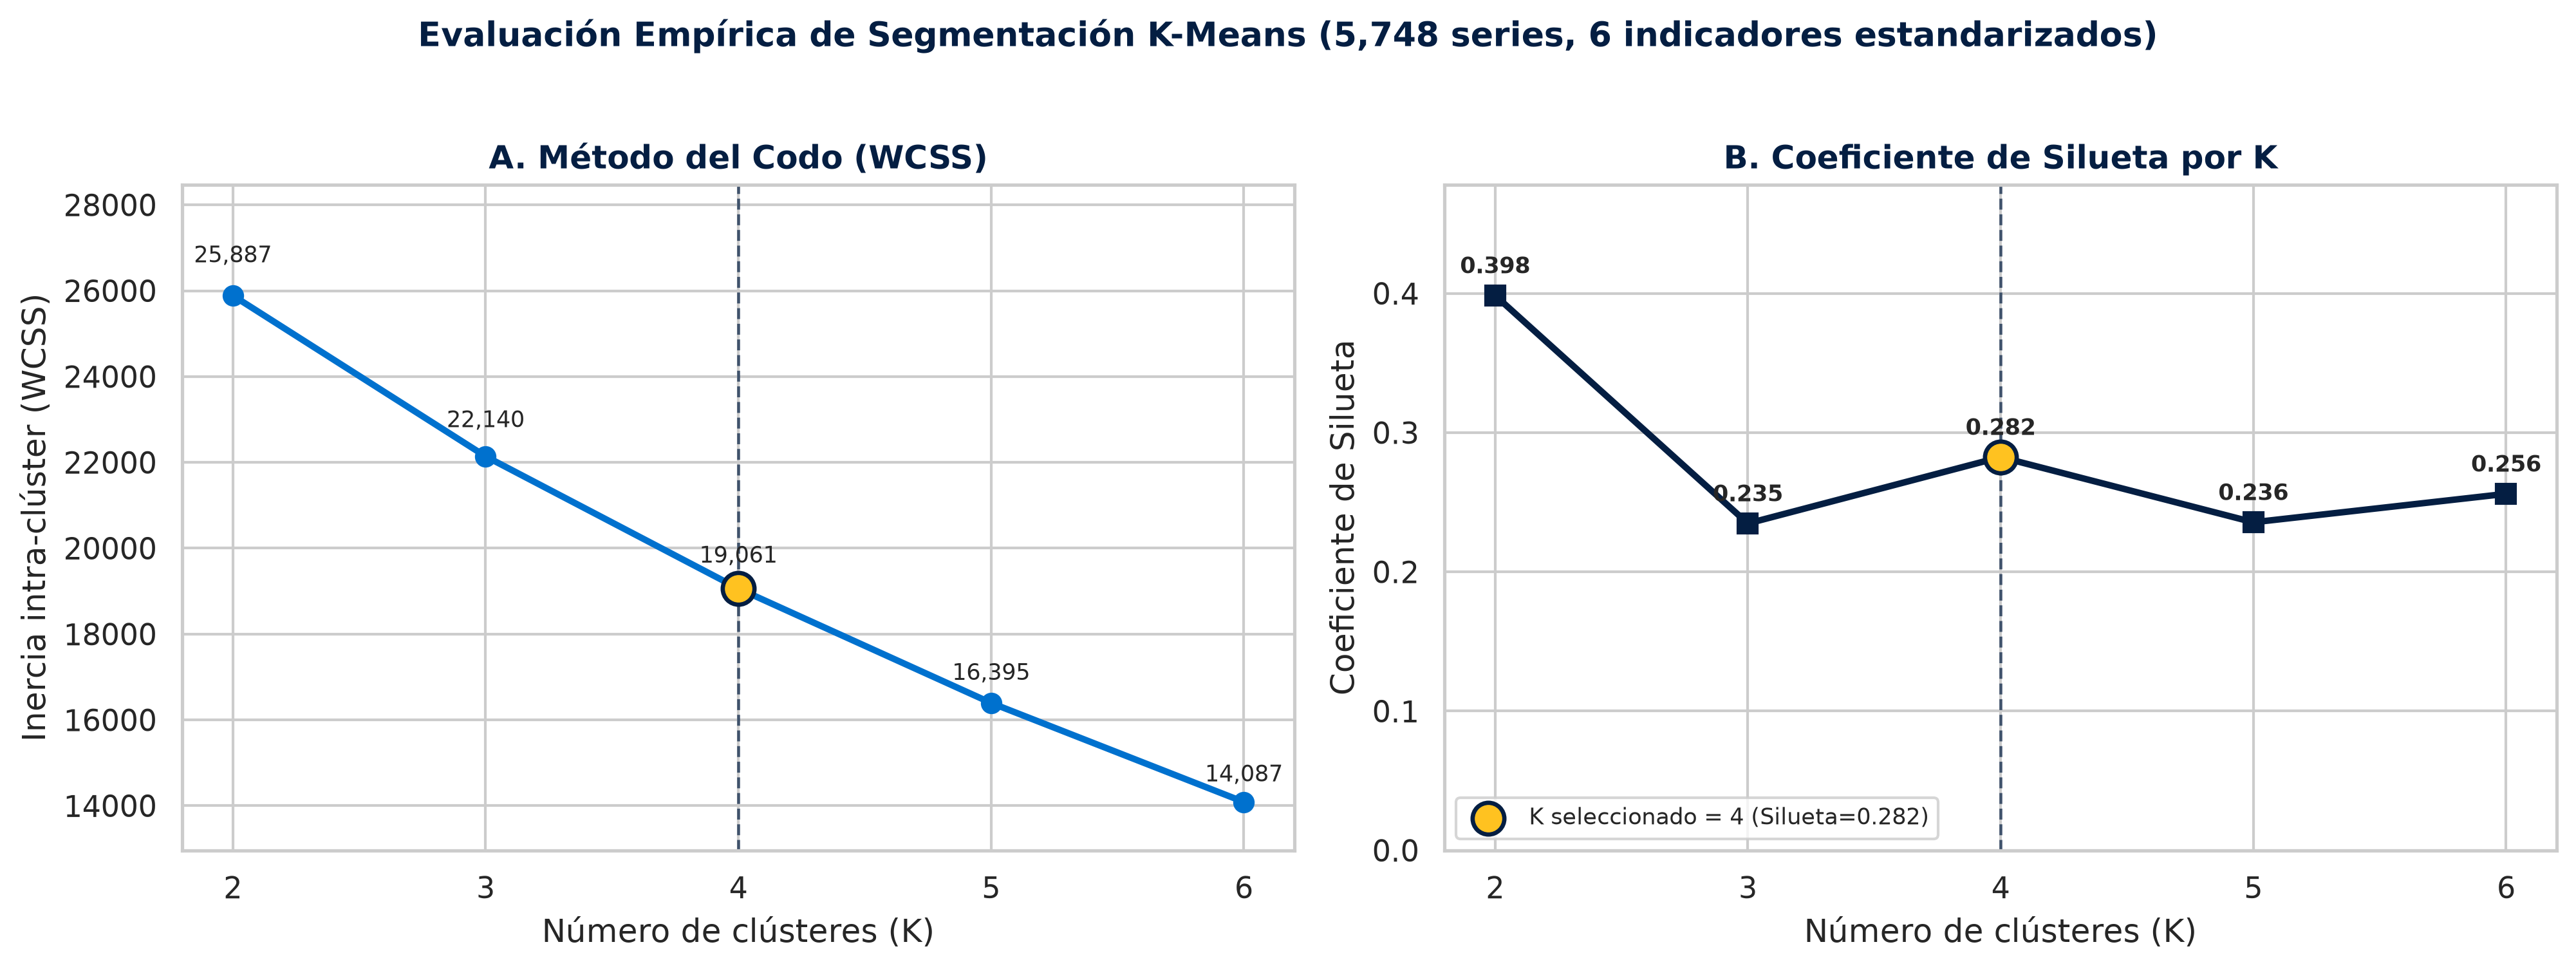 Evaluación Empírica de Segmentación K-Means (5,748 series, 6 indicadores estandarizados)
A. Método del Codo (WCSS)
Inercia intra-clúster (WCSS)
28000
26000
24000
22000
20000
18000
16000
14000
25,887
22,140
19,061
16,395
14,087
2 3 4 5 6
Número de clústeres (K)
B. Coeficiente de Silueta por K
Coeficiente de Silueta
0.4
0.3
0.2
0.1
0.0
0.398
0.235
0.282
0.236
0.256
K seleccionado = 4 (Silueta=0.282)
2 3 4 5 6
Número de clústeres (K)